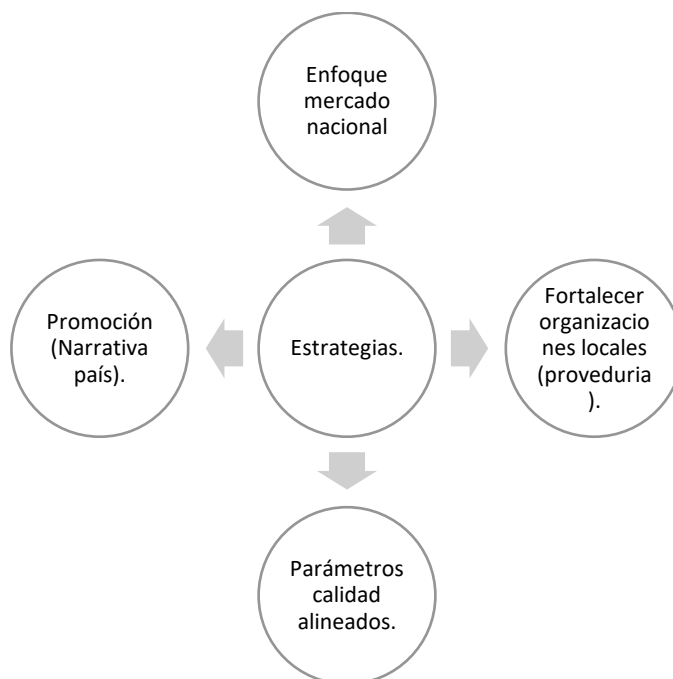 Enfoque
mercado
nacional
Promoción
(Narrativa
país).
Estrategias.
Fortalecer
organizacio
nes locales
(proveduria
).
Parámetros
calidad
alineados.